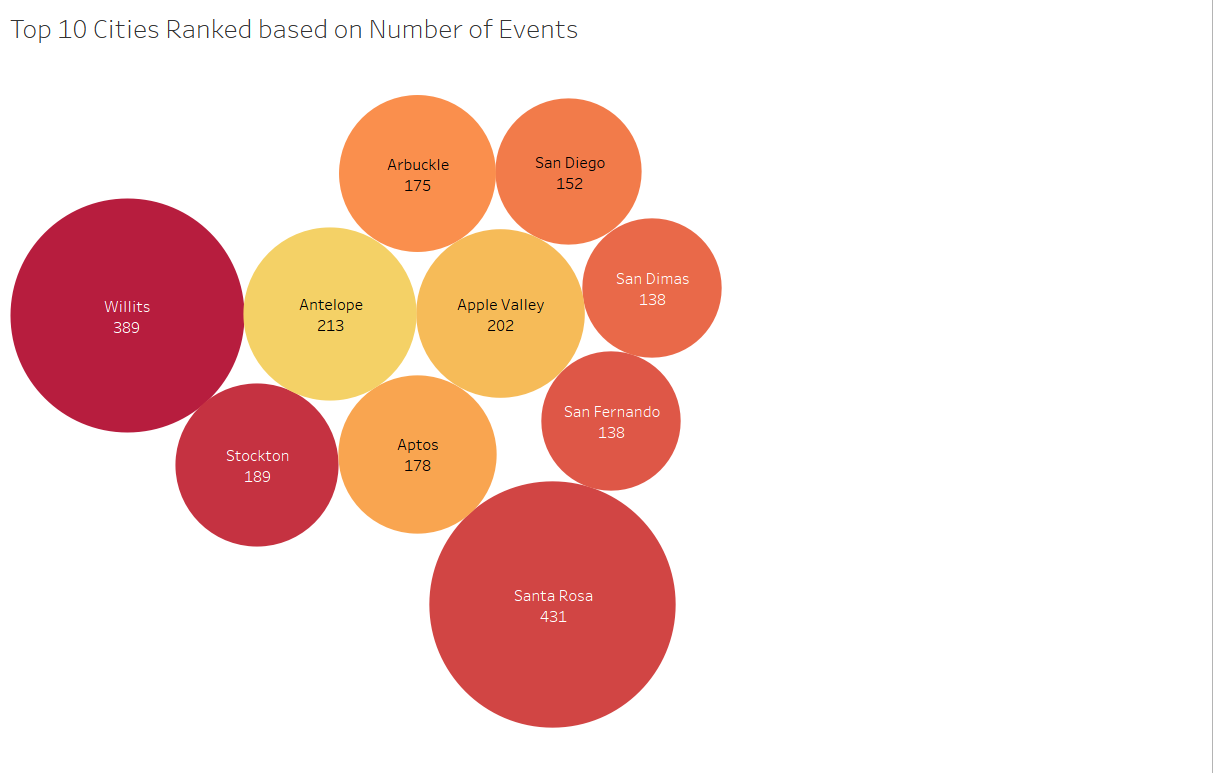 Top 10 Cities Ranked based on Number of Events
Arbuckle
175
San Diego
152
San Dimas
138
Willits
389
Antelope
213
Apple Valley
202
San Fernando
138
Stockton
189
Aptos
178
Santa Rosa
431